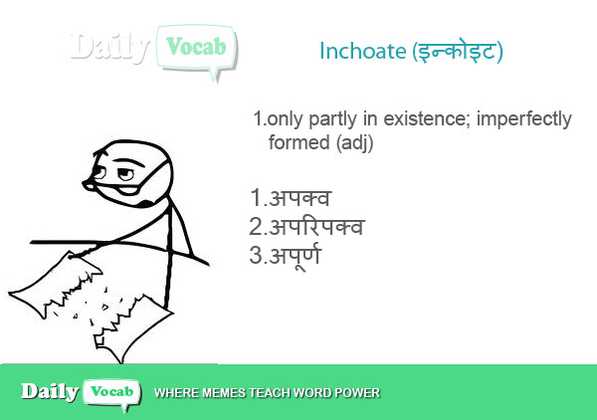 Daily Vocab
Inchoate (इन्कोइट)
1.only partly in existence; imperfectly
formed (adj)
1.अपक्व
2.अपरिपक्व
3.अपूर्ण
Daily Vocab WHERE MEMES TEACH WORD POWER